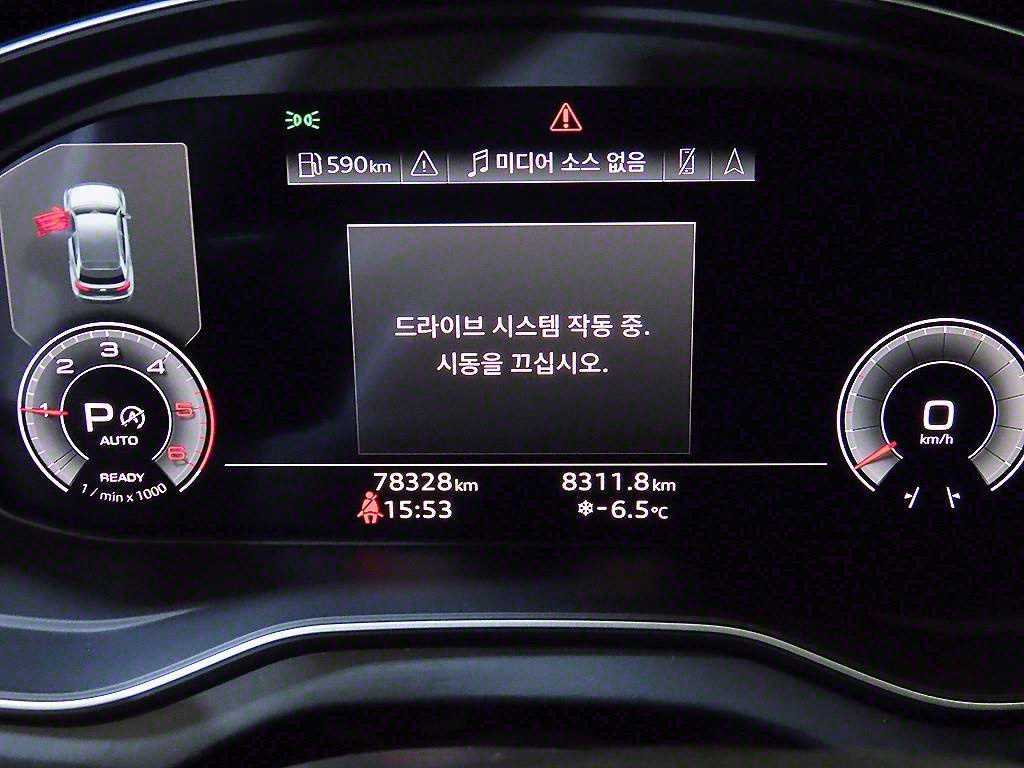 590km
미디어 소스 없음
드라이브 시스템 작동 중.
시동을 끄십시오.
1 2 3 4 5 6
P
AUTO
READY
1 / min x 1000
0
km/h
78328km
8311.8km
15:53
-6.5°C